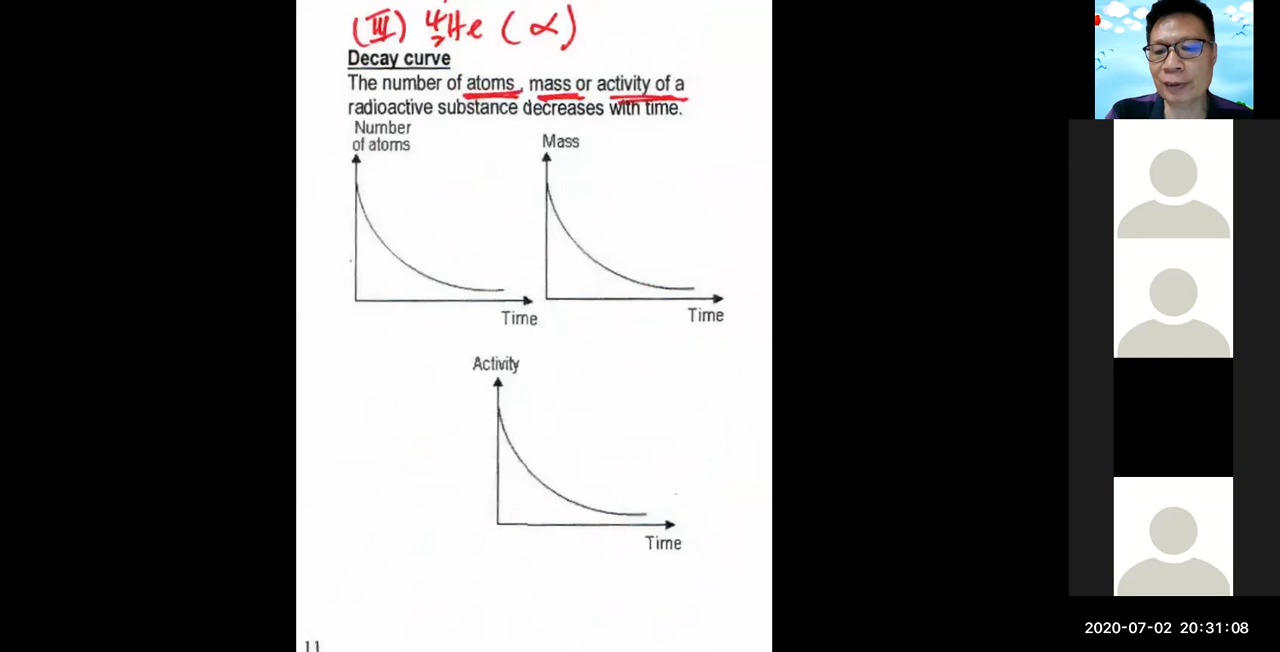 (III) ⁴₂He (α)
Decay curve
The number of atoms, mass or activity of a
radioactive substance decreases with time.
Number
of atoms
Mass
Time
Time
Activity
Time
11
2020-07-02 20:31:08